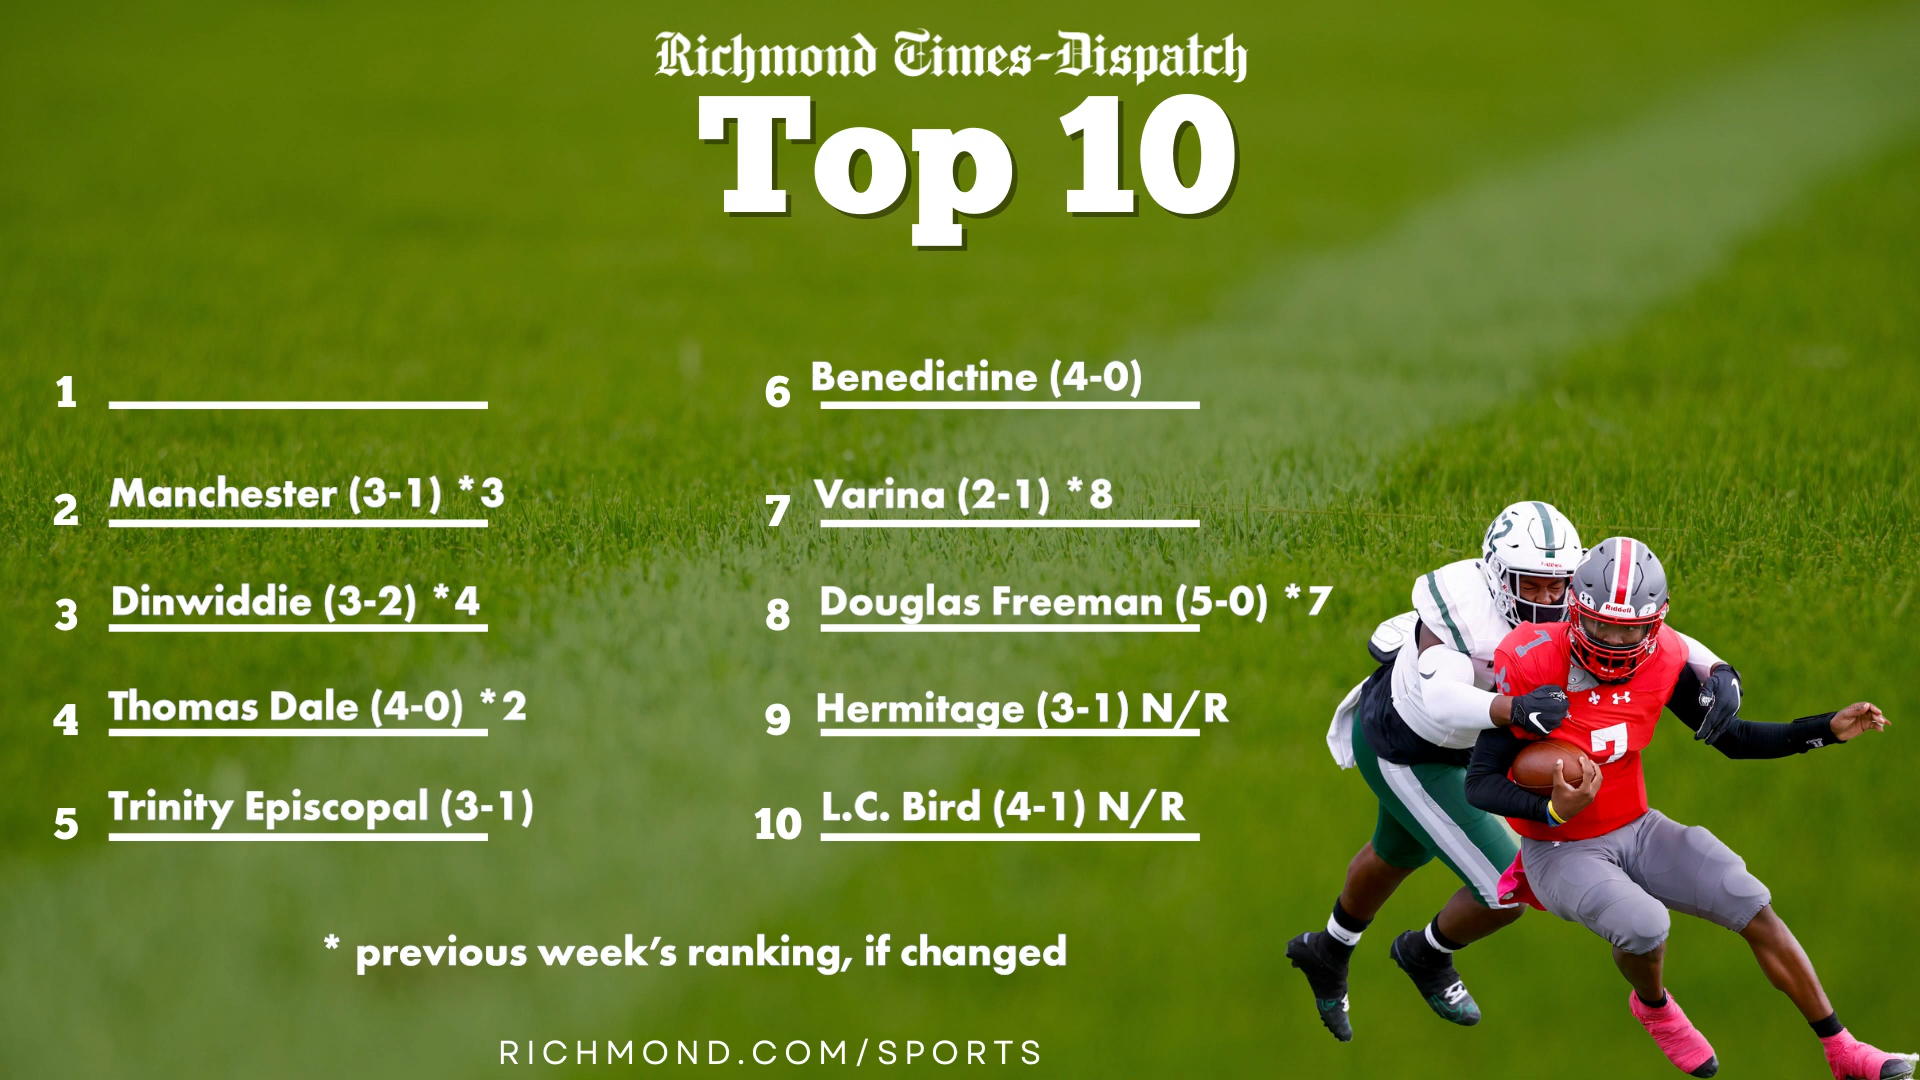 Richmond Times-Dispatch
Top 10
1
2 Manchester (3-1) *3
3 Dinwiddie (3-2) *4
4 Thomas Dale (4-0) *2
5 Trinity Episcopal (3-1)
6 Benedictine (4-0)
7 Varina (2-1) *8
8 Douglas Freeman (5-0) *7
9 Hermitage (3-1) N/R
10 L.C. Bird (4-1) N/R
* previous week's ranking, if changed
RICHMOND.COM/SPORTS
Riddell
7
7